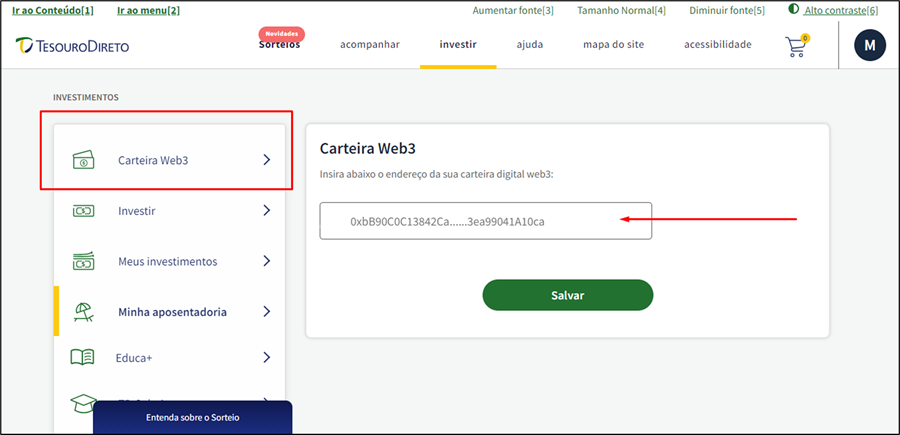 Ir ao Conteúdo[1] Ir ao menu[2] Aumentar fonte[3] Tamanho Normal[4] Diminuir fonte[5] Alto contraste[6]
TESOURODIRETO
Novidades
Sorteios acompanhar investir ajuda mapa do site acessibilidade 0 M
INVESTIMENTOS
Carteira Web3
Investir
Meus investimentos
Minha aposentadoria
Educa+
Entenda sobre o Sorteio
Carteira Web3
Insira abaixo o endereço da sua carteira digital web3:
0xbB90C0C13842Ca......3ea99041A10ca
Salvar